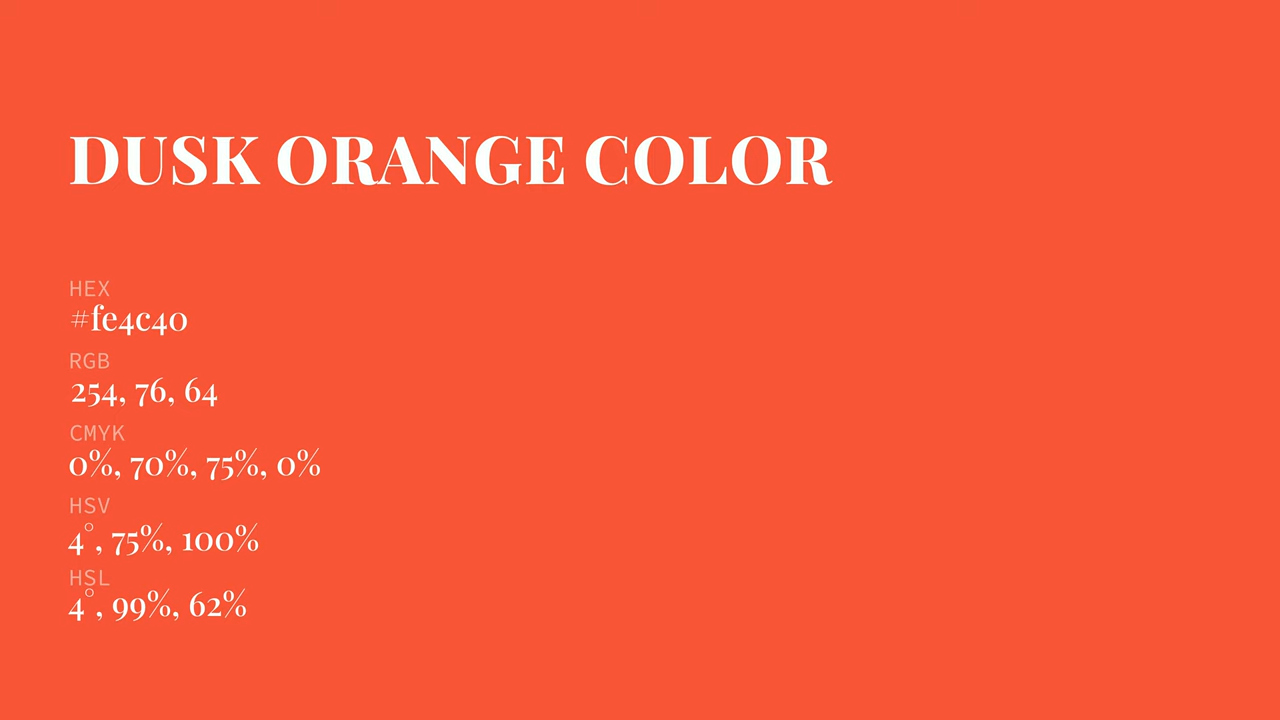 DUSK ORANGE COLOR
HEX
#fe4c40
RGB
254, 76, 64
CMYK
0%, 70%, 75%, 0%
HSV
4°, 75%, 100%
HSL
4°, 99%, 62%